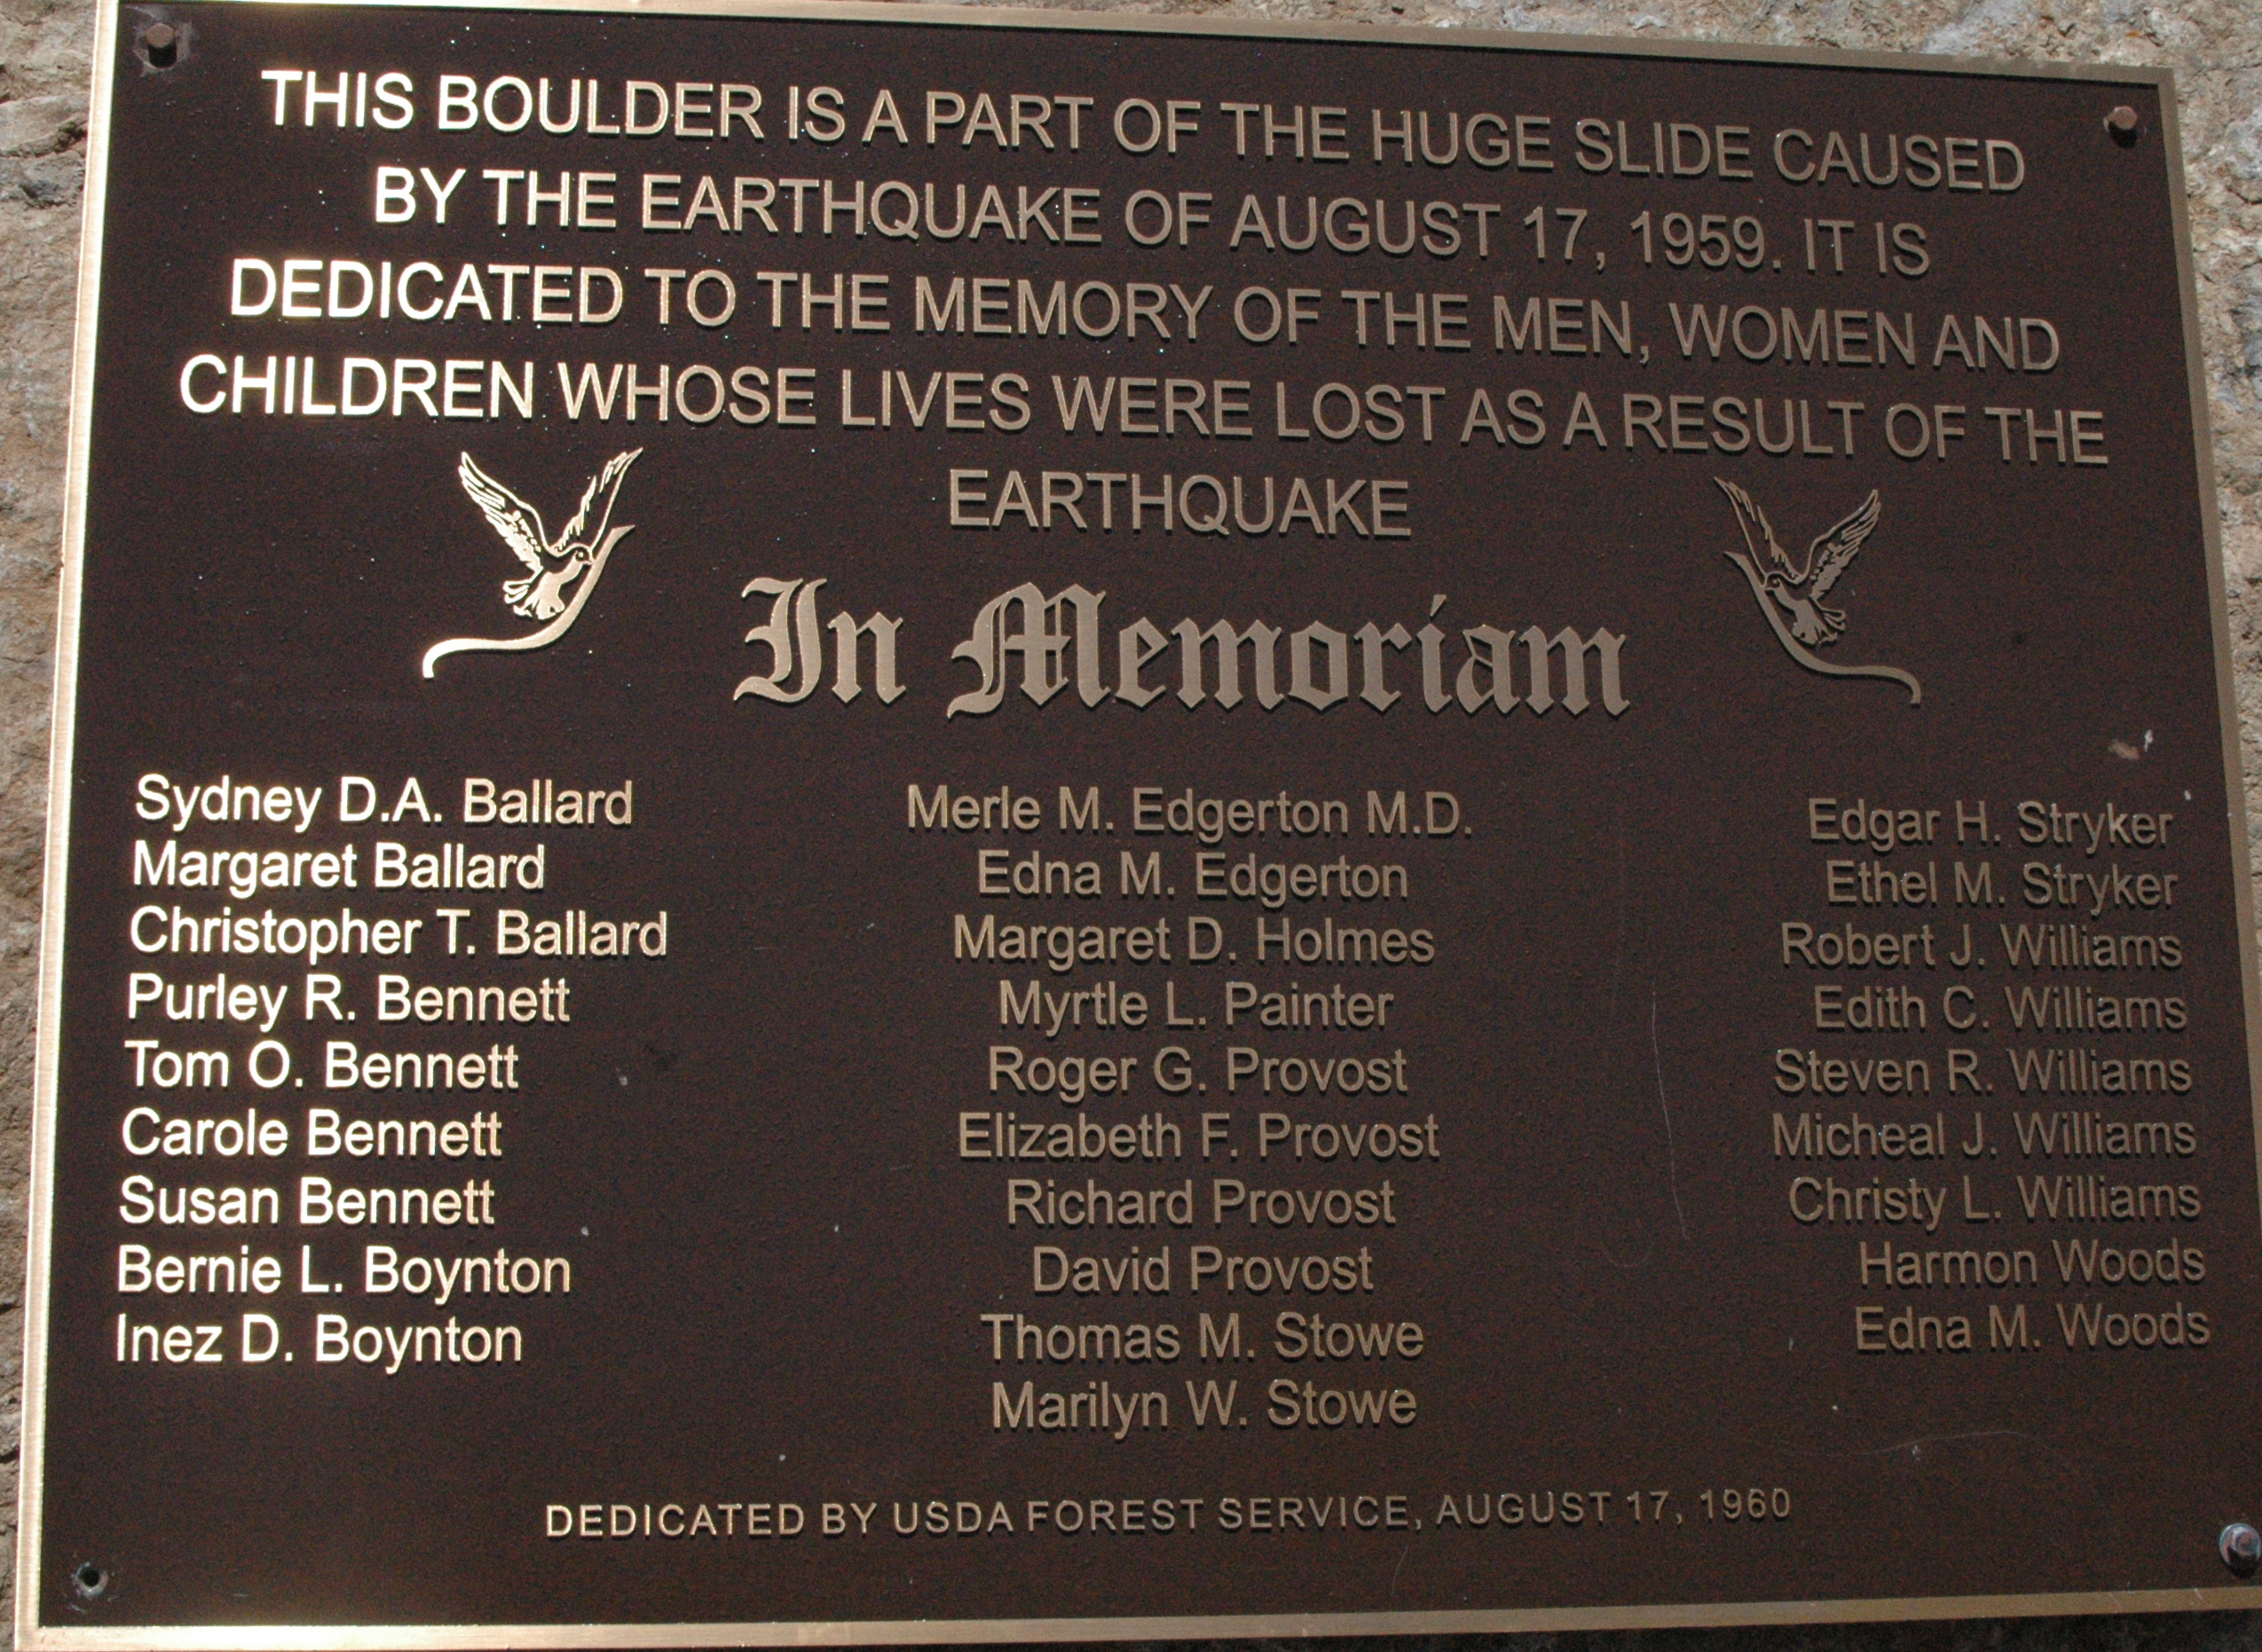 THIS BOULDER IS A PART OF THE HUGE SLIDE CAUSED
BY THE EARTHQUAKE OF AUGUST 17, 1959. IT IS
DEDICATED TO THE MEMORY OF THE MEN, WOMEN AND
CHILDREN WHOSE LIVES WERE LOST AS A RESULT OF THE
EARTHQUAKE
In Memoriam
Sydney D.A. Ballard
Margaret Ballard
Christopher T. Ballard
Purley R. Bennett
Tom O. Bennett
Carole Bennett
Susan Bennett
Bernie L. Boynton
Inez D. Boynton
Merle M. Edgerton M.D.
Edna M. Edgerton
Margaret D. Holmes
Myrtle L. Painter
Roger G. Provost
Elizabeth F. Provost
Richard Provost
David Provost
Thomas M. Stowe
Marilyn W. Stowe
Edgar H. Stryker
Ethel M. Stryker
Robert J. Williams
Edith C. Williams
Steven R. Williams
Micheal J. Williams
Christy L. Williams
Harmon Woods
Edna M. Woods
DEDICATED BY USDA FOREST SERVICE, AUGUST 17, 1960